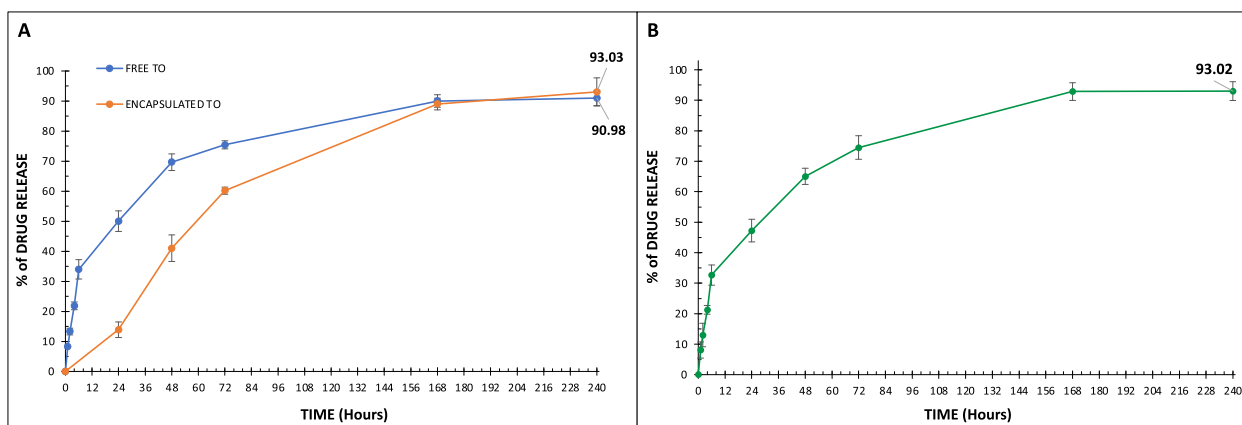 A
93.03
FREE TO
ENCAPSULATED TO
100
90
80
70
60
50
40
30
20
10
0
90.98
% of DRUG RELEASE
0 12 24 36 48 60 72 84 96 108 120 132 144 156 168 180 192 204 216 228 240
TIME (Hours)
B
93.02
100
90
80
70
60
50
40
30
20
10
0
% of DRUG RELEASE
0 12 24 36 48 60 72 84 96 108 120 132 144 156 168 180 192 204 216 228 240
TIME (Hours)